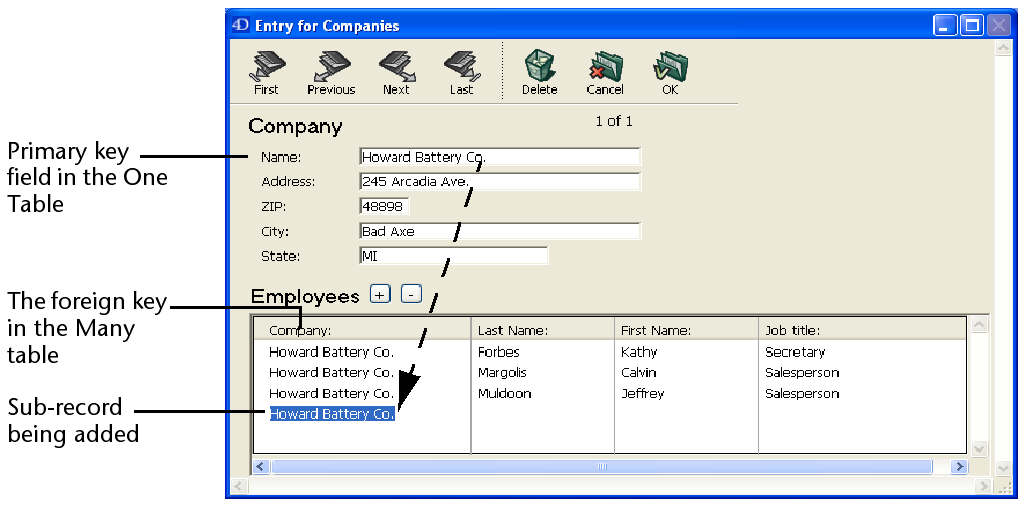 4D Entry for Companies
First Previous Next Last Delete Cancel OK
Company
1 of 1
Primary key
field in the One
Table
Name: Howard Battery Co.
Address: 245 Arcadia Ave.
ZIP: 48898
City: Bad Axe
State: MI
Employees + -
The foreign key
in the Many
table
Company: Last Name: First Name: Job title:
Howard Battery Co. Forbes Kathy Secretary
Howard Battery Co. Margolis Calvin Salesperson
Howard Battery Co. Muldoon Jeffrey Salesperson
Howard Battery Co.
Sub-record
being added